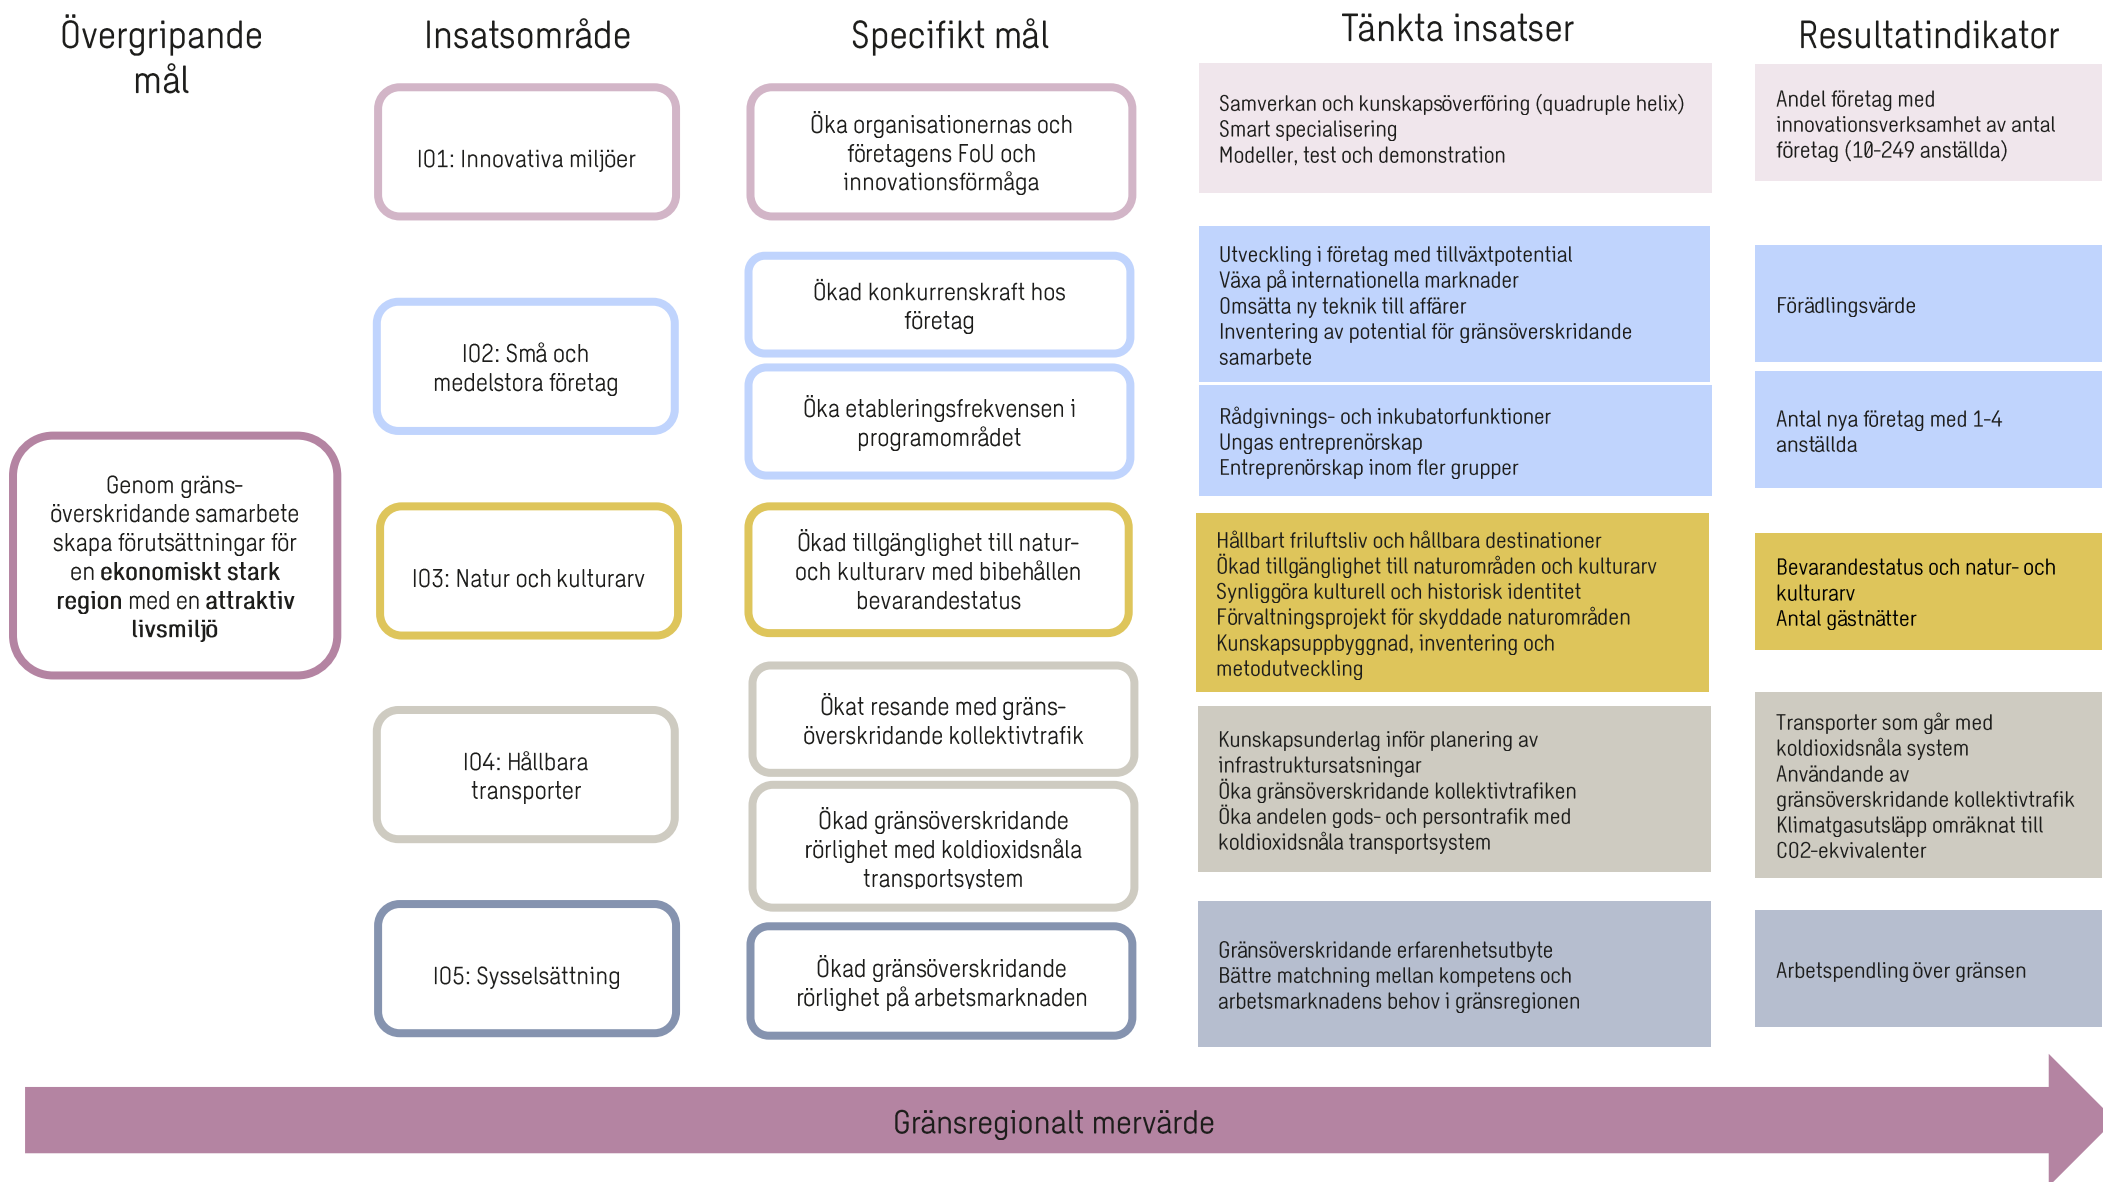 Övergripande
mål
Insatsområde
Specifikt mål
Tänkta insatser
Resultatindikator
Genom gräns-
överskridande samarbete
skapa förutsättningar för
en ekonomiskt stark
region med en attraktiv
livsmiljö
IO1: Innovativa miljöer
Öka organisationernas och
företagens FoU och
innovationsförmåga
Samverkan och kunskapsöverföring (quadruple helix)
Smart specialisering
Modeller, test och demonstration
Andel företag med
innovationsverksamhet av antal
företag (10-249 anställda)
IO2: Små och
medelstora företag
Ökad konkurrenskraft hos
företag
Utveckling i företag med tillväxtpotential
Växa på internationella marknader
Omsätta ny teknik till affärer
Inventering av potential för gränsöverskridande
samarbete
Förädlingsvärde
Öka etableringsfrekvensen i
programområdet
Rådgivnings- och inkubatorfunktioner
Ungas entreprenörskap
Entreprenörskap inom fler grupper
Antal nya företag med 1-4
anställda
IO3: Natur och kulturarv
Ökad tillgänglighet till natur-
och kulturarv med bibehållen
bevarandestatus
Hållbart friluftsliv och hållbara destinationer
Ökad tillgänglighet till naturområden och kulturarv
Synliggöra kulturell och historisk identitet
Förvaltningsprojekt för skyddade naturområden
Kunskapsuppbyggnad, inventering och
metodutveckling
Bevarandestatus och natur- och
kulturarv
Antal gästnätter
IO4: Hållbara
transporter
Ökat resande med gräns-
överskridande kollektivtrafik
Ökad gränsöverskridande
rörlighet med koldioxidsnåla
transportsystem
Kunskapsunderlag inför planering av
infrastruktursatsningar
Öka gränsöverskridande kollektivtrafiken
Öka andelen gods- och persontrafik med
koldioxidsnåla transportsystem
Transporter som går med
koldioxidsnåla system
Användande av
gränsöverskridande kollektivtrafik
Klimatgasutsläpp omräknat till
CO2-ekvivalenter
IO5: Sysselsättning
Ökad gränsöverskridande
rörlighet på arbetsmarknaden
Gränsöverskridande erfarenhetsutbyte
Bättre matchning mellan kompetens och
arbetsmarknadens behov i gränsregionen
Arbetspendling över gränsen
Gränsregionalt mervärde